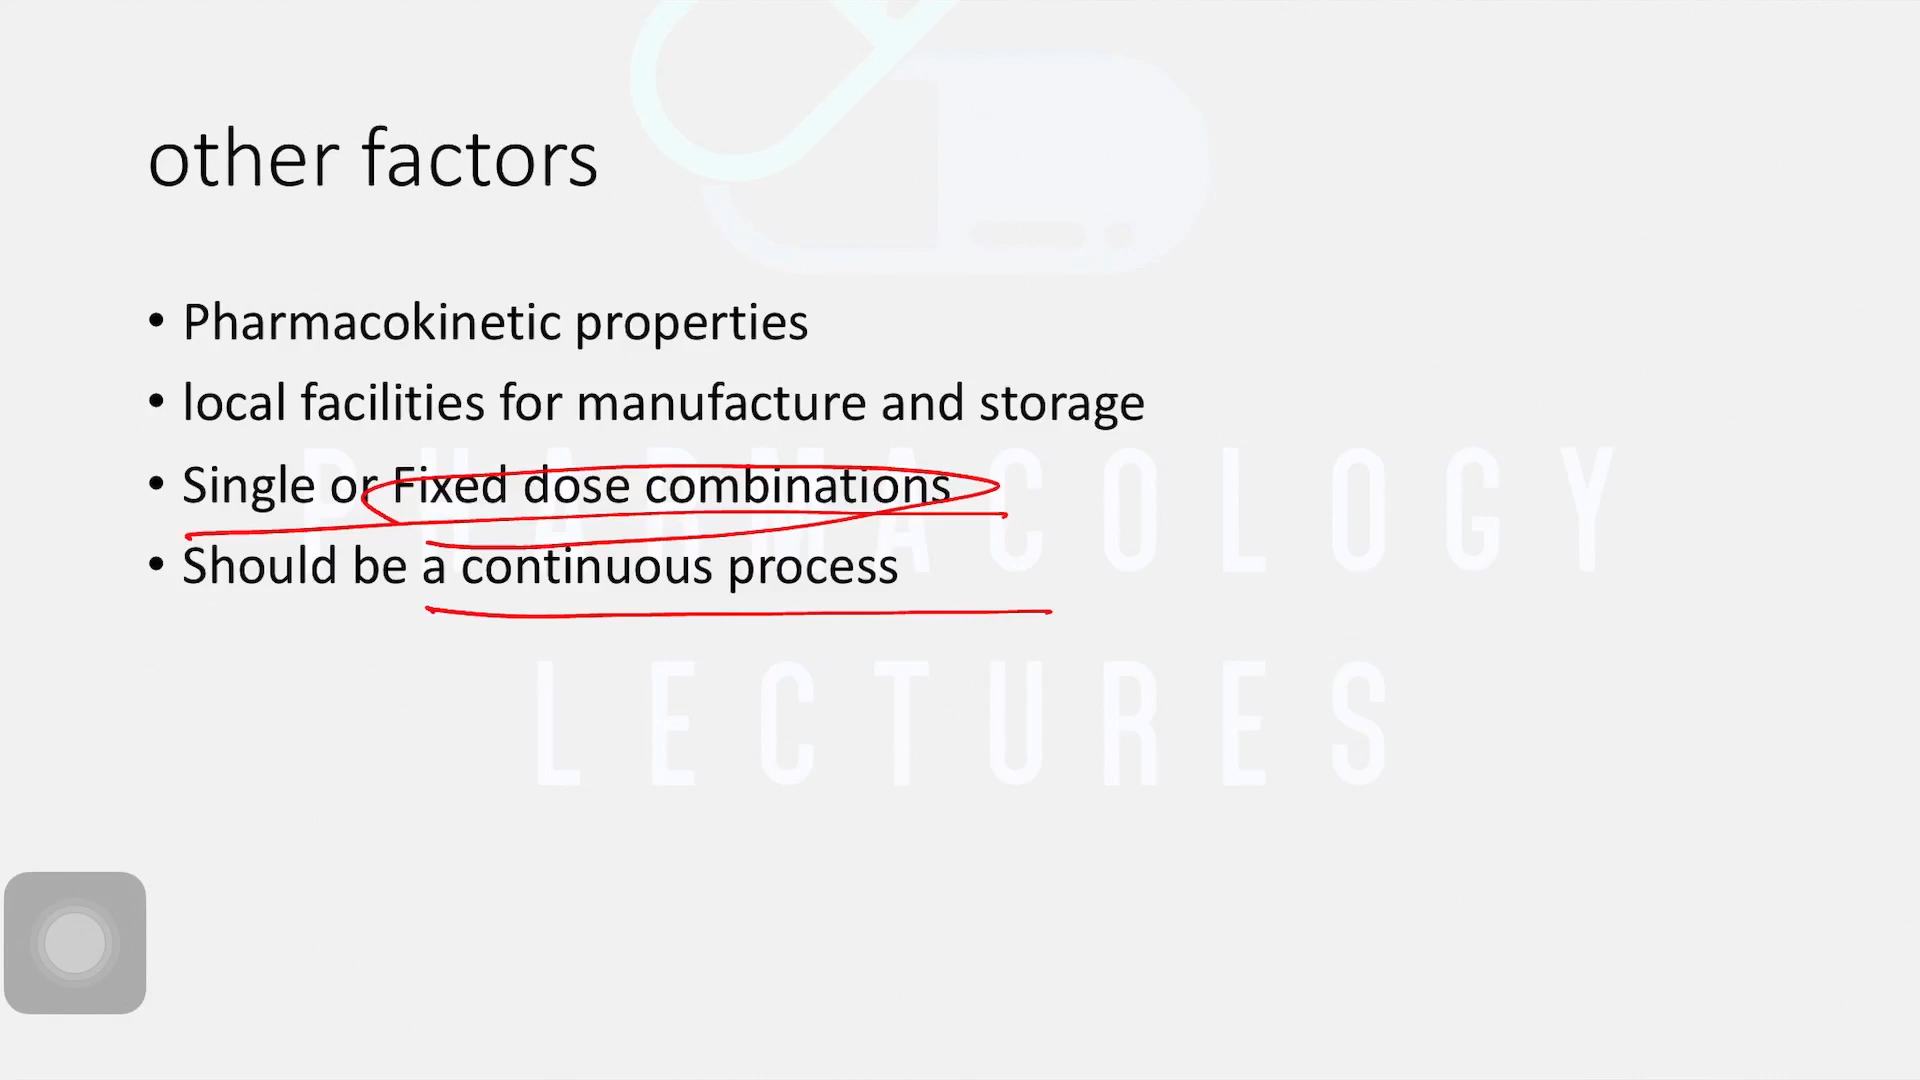 other factors
• Pharmacokinetic properties
• local facilities for manufacture and storage
• Single or Fixed dose combinations
• Should be a continuous process
PHARMACOLOGY
LECTURES